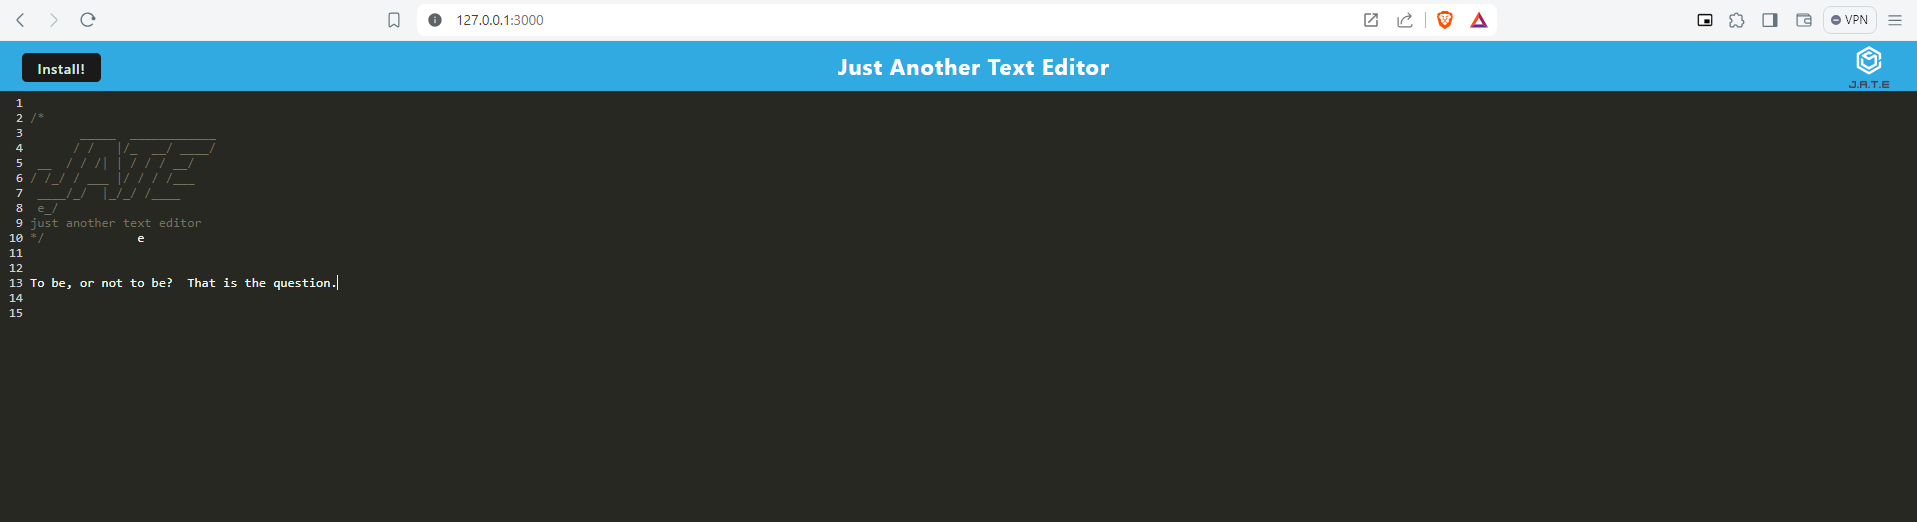 127.0.0.1:3000
VPN
Install!
Just Another Text Editor
J.A.T.E
1
2 /*
3        _____  ____________
4       / /   |/_  __/ ____/
5  __  / / /| | / / / __/
6 / /_/ / ___ |/ / / /___
7  ____/_/  |_/_/ /____
8  e_/
9 just another text editor
10 */             e
11
12
13 To be, or not to be?  That is the question.
14
15